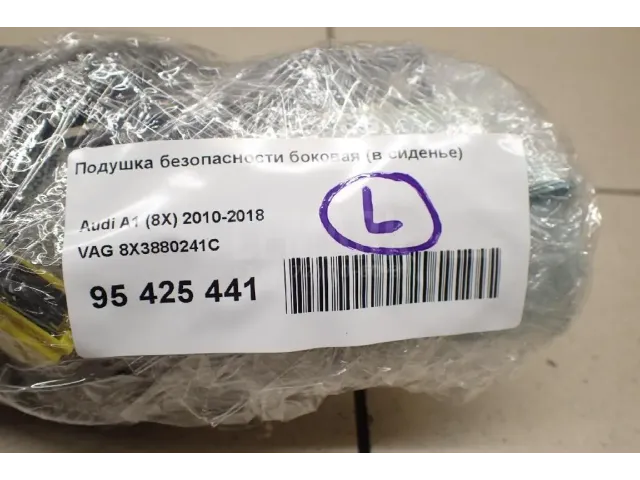 Подушка безопасности боковая (в сиденье)
Audi A1 (8X) 2010-2018
VAG 8X3880241C
L
95 425 441